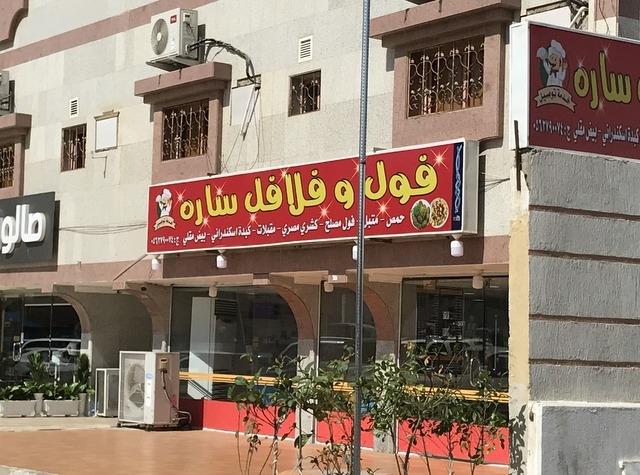 فول و فلافل ساره
حمص - متبل - فول مصلح - كشري مصري - مقبلات - كبدة اسكندراني - بيض مقلي
صالو
ساره
كبدة اسكندراني - بيض مقلي